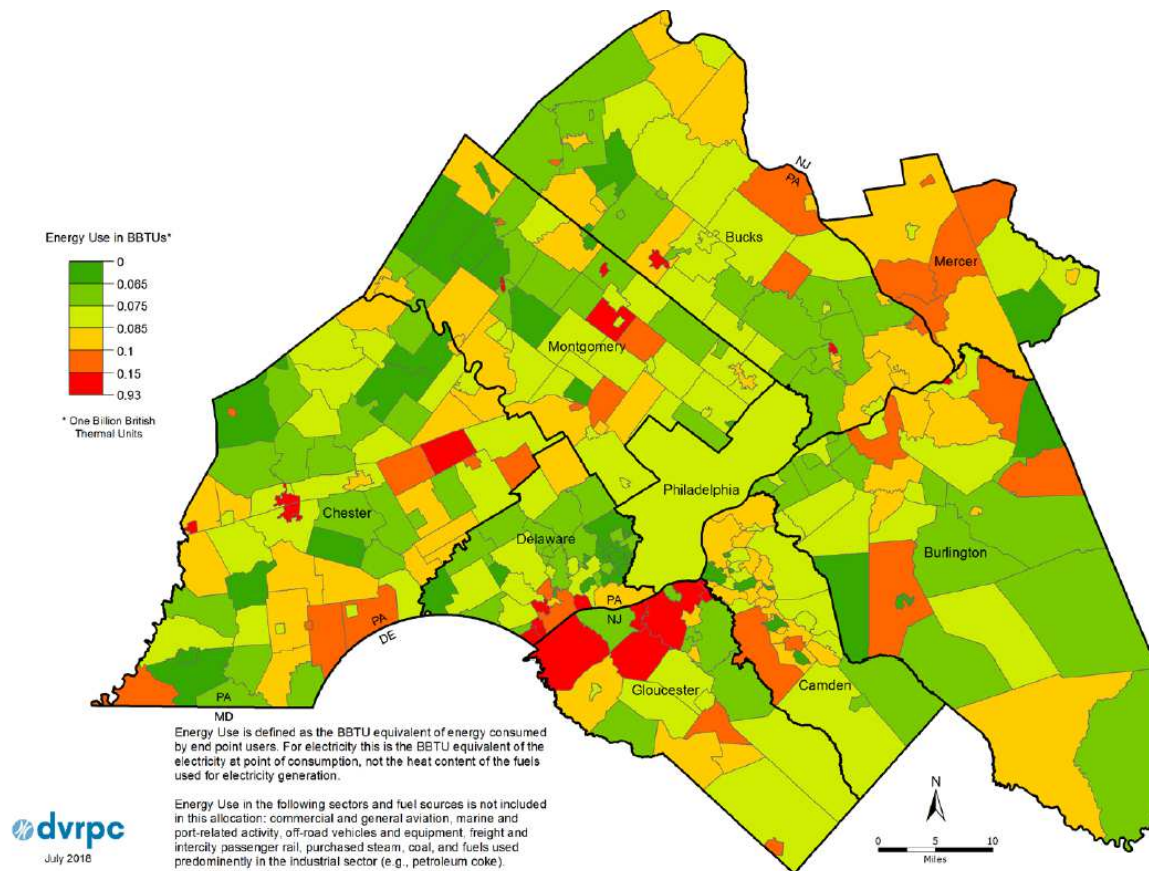 NJ
PA
Bucks
Mercer
Energy Use in BBTUs*
0
0.065
0.075
0.085
0.1
0.15
0.93
* One Billion British
Thermal Units
Montgomery
Philadelphia
Chester
Delaware
Burlington
PA
NJ
PA
DE
Gloucester
Camden
PA
MD
Energy Use is defined as the BBTU equivalent of energy consumed
by end point users. For electricity this is the BBTU equivalent of the
electricity at point of consumption, not the heat content of the fuels
used for electricity generation.
Energy Use in the following sectors and fuel sources is not included
in this allocation: commercial and general aviation, marine and
port-related activity, off-road vehicles and equipment, freight and
intercity passenger rail, purchased steam, coal, and fuels used
predominently in the industrial sector (e.g., petroleum coke).
N
0 5 10
Miles
dvrpc
July 2018